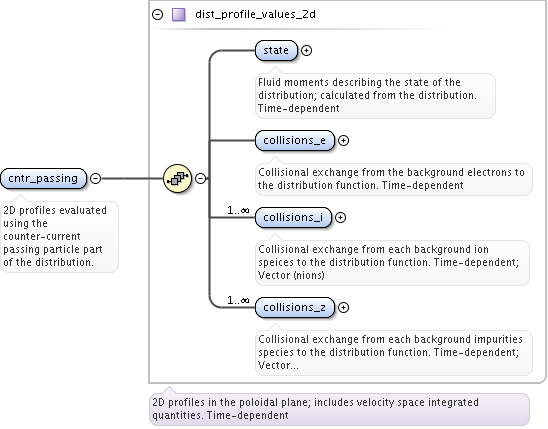 dist_profile_values_2d
state
Fluid moments describing the state of the
distribution; calculated from the distribution.
Time-dependent
collisions_e
Collisional exchange from the background electrons to
the distribution function. Time-dependent
cntr_passing
2D profiles evaluated
using the
counter-current
passing particle part
of the distribution.
1..∞
collisions_i
Collisional exchange from each background ion
speices to the distribution function. Time-dependent;
Vector (nions)
1..∞
collisions_z
Collisional exchange from each background impurities
species to the distribution function. Time-dependent;
Vector...
2D profiles in the poloidal plane; includes velocity space integrated
quantities. Time-dependent